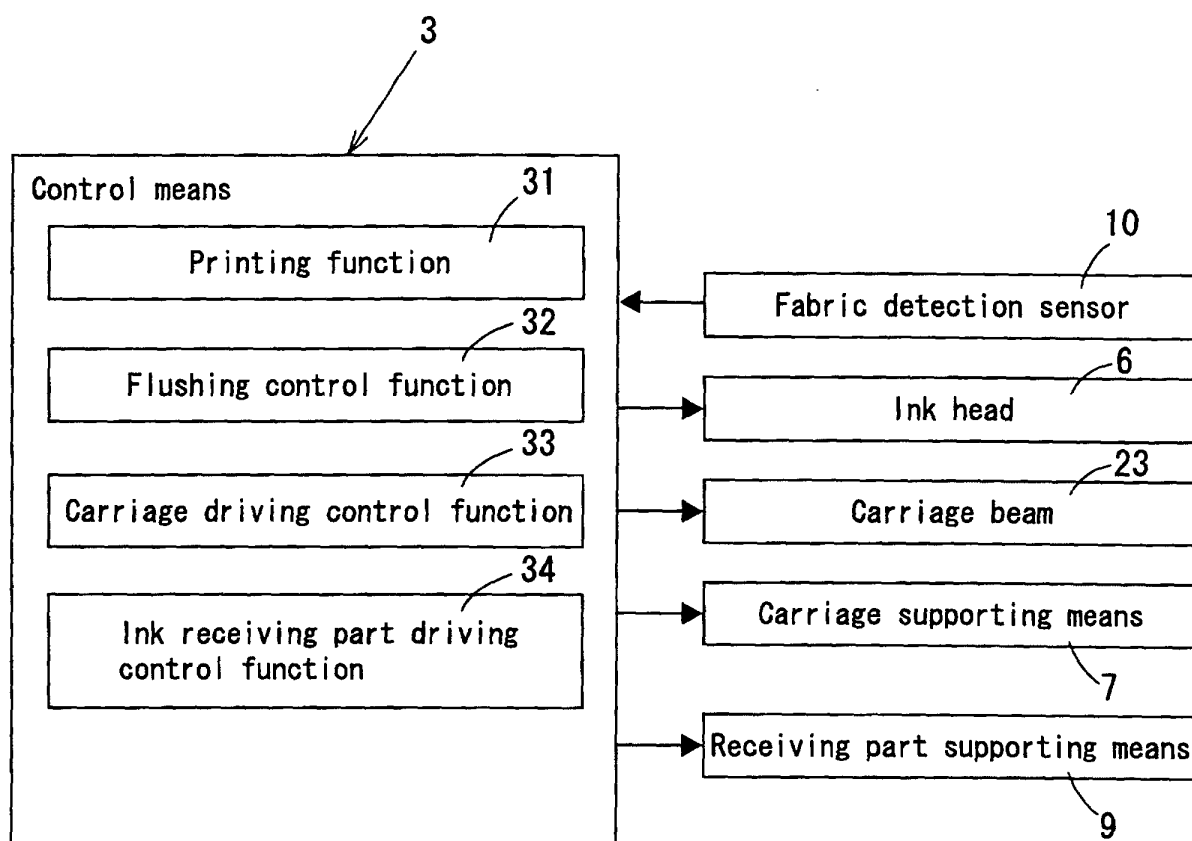 3
Control means
31
Printing function
32
Flushing control function
33
Carriage driving control function
34
Ink receiving part driving
control function
10
Fabric detection sensor
6
Ink head
23
Carriage beam
Carriage supporting means
7
Receiving part supporting means
9